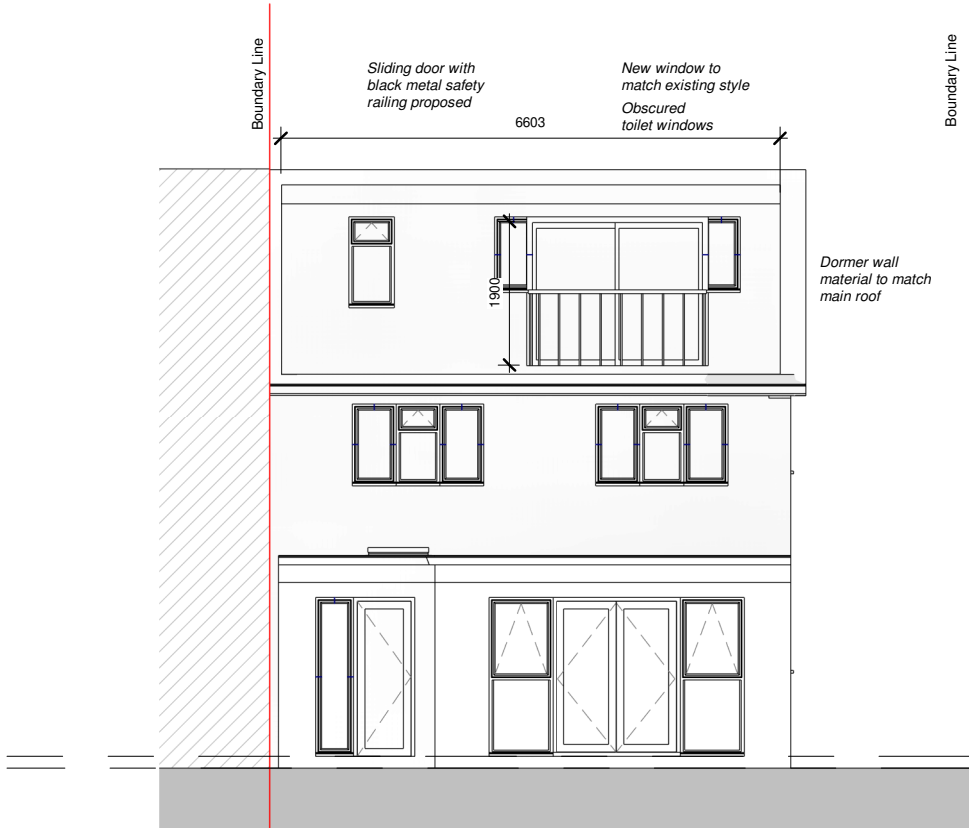 Boundary Line
Sliding door with
black metal safety
railing proposed
New window to
match existing style
Obscured
toilet windows
Boundary Line
6603
1900
Dormer wall
material to match
main roof